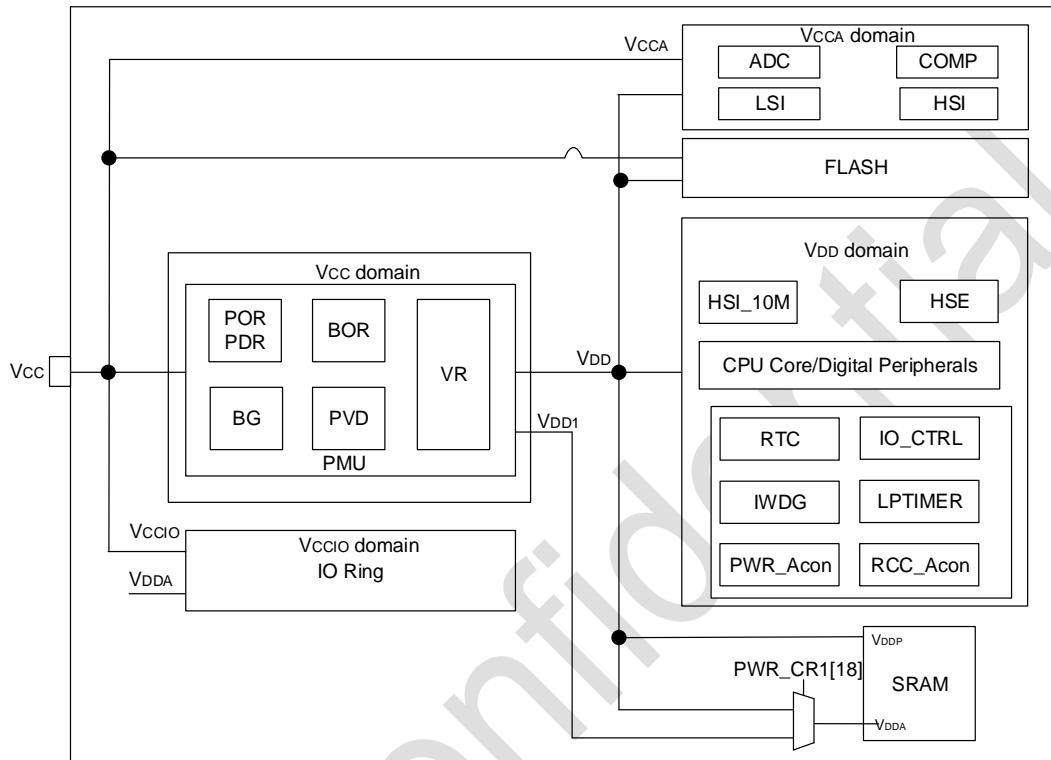 VCCA domain
VCCA
ADC
COMP
LSI
HSI
FLASH
VCC domain
VDD domain
POR
PDR
BOR
VR
HSI_10M
HSE
VCC
VDD
CPU Core/Digital Peripherals
BG
PVD
VDD1
PMU
RTC
IO_CTRL
IWDG
LPTIMER
VCCIO
VCCIO domain
IO Ring
VDDA
PWR_Acon
RCC_Acon
VDDP
PWR_CR1[18]
SRAM
VDDA
confidential